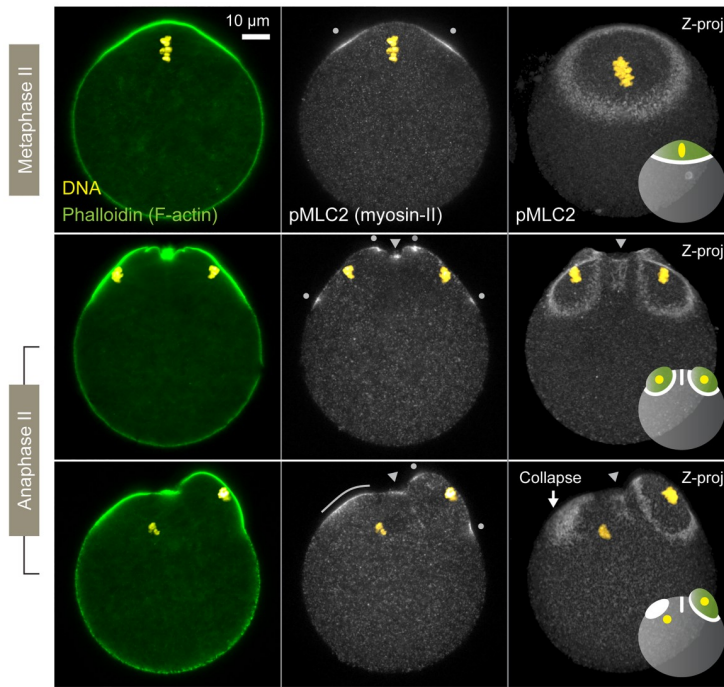 Metaphase II
10 µm
DNA
Phalloidin (F-actin)
pMLC2 (myosin-II)
Z-proj
pMLC2
Anaphase II
Z-proj
Collapse
Z-proj